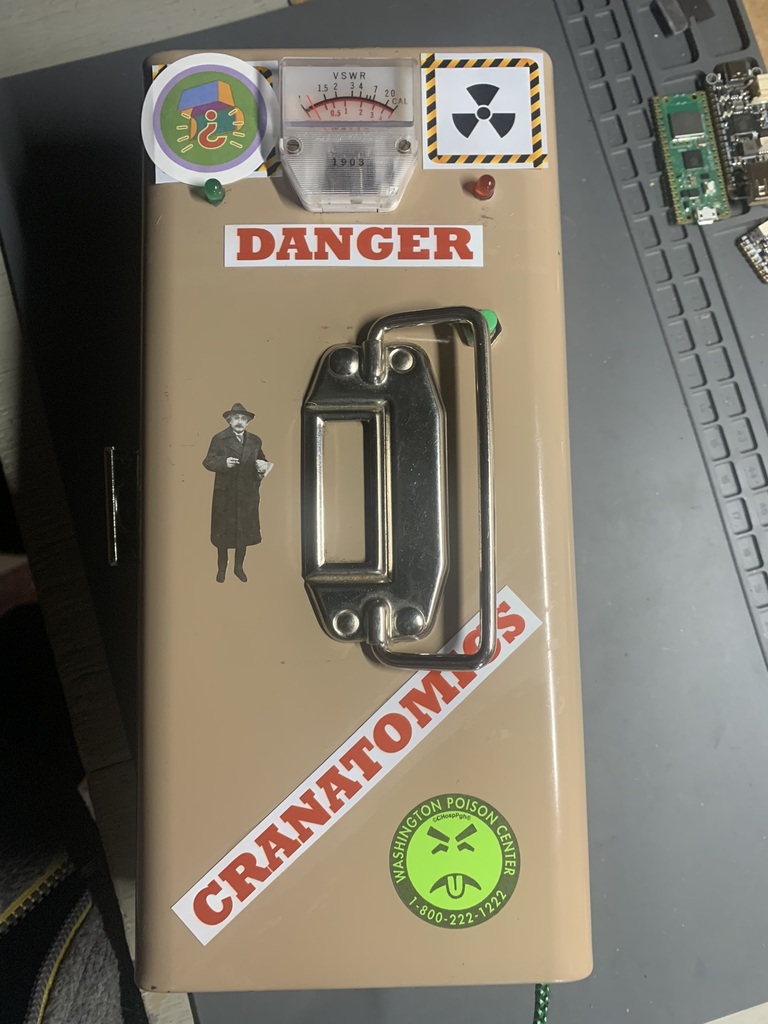 VSWR
1.5 2 3 4 7 20
CAL
0.5 1 2 3
1903
¿
DANGER
CRANATOMICS
WASHINGTON POISON CENTER
©CHospPgh®
1-800-222-1222